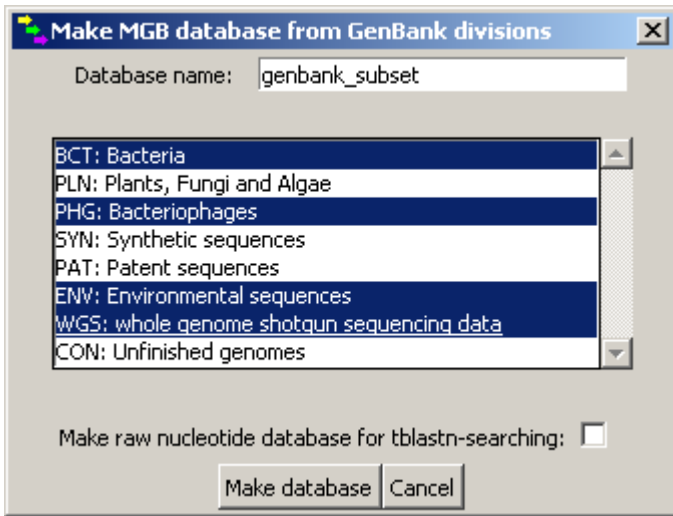 Make MGB database from GenBank divisions
Database name: genbank_subset
BCT: Bacteria
PLN: Plants, Fungi and Algae
PHG: Bacteriophages
SYN: Synthetic sequences
PAT: Patent sequences
ENV: Environmental sequences
WGS: whole genome shotgun sequencing data
CON: Unfinished genomes
Make raw nucleotide database for tblastn-searching:
Make database Cancel